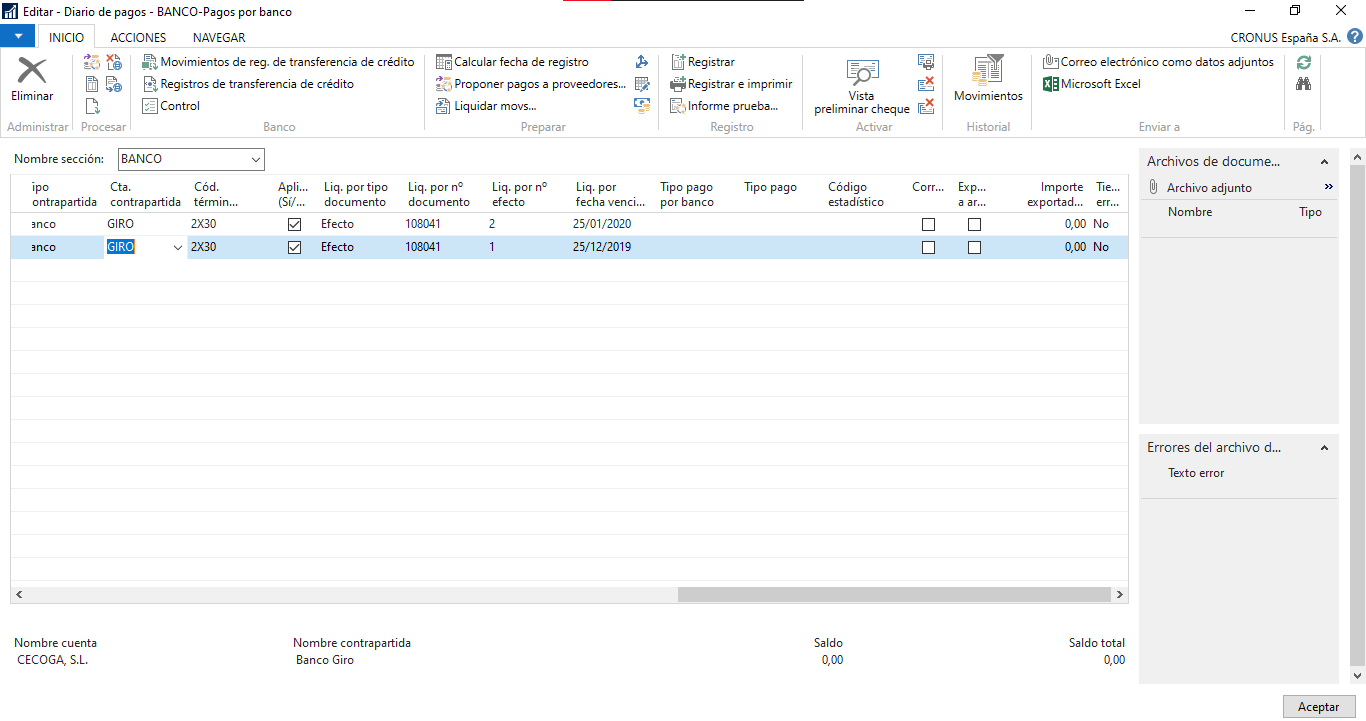 Editar - Diario de pagos - BANCO-Pagos por banco
INICIO ACCIONES NAVEGAR CRONUS España S.A. ?
Movimientos de reg. de transferencia de crédito Calcular fecha de registro Registrar Correo electrónico como datos adjuntos
Eliminar Registros de transferencia de crédito Proponer pagos a proveedores... Registrar e imprimir Vista Movimientos Microsoft Excel
Control Liquidar movs... Informe prueba... preliminar cheque
Administrar Procesar Banco Preparar Registro Activar Historial Enviar a Pág.
Nombre sección: BANCO
ipo Cta. Cód. Apli... Liq. por tipo Liq. por nº Liq. por nº Liq. por Tipo pago Tipo pago Código Corr... Exp... Importe Tie...
ontrapartida contrapartida términ... (Sí/... documento documento efecto fecha venci... por banco estadístico a ar... exportad... err...
anco GIRO 2X30 Efecto 108041 2 25/01/2020 0,00 No
anco GIRO 2X30 Efecto 108041 1 25/12/2019 0,00 No
Nombre cuenta Nombre contrapartida Saldo Saldo total
CECOGA, S.L. Banco Giro 0,00 0,00
Archivos de docume...
Archivo adjunto »
Nombre Tipo
Errores del archivo d...
Texto error
Aceptar